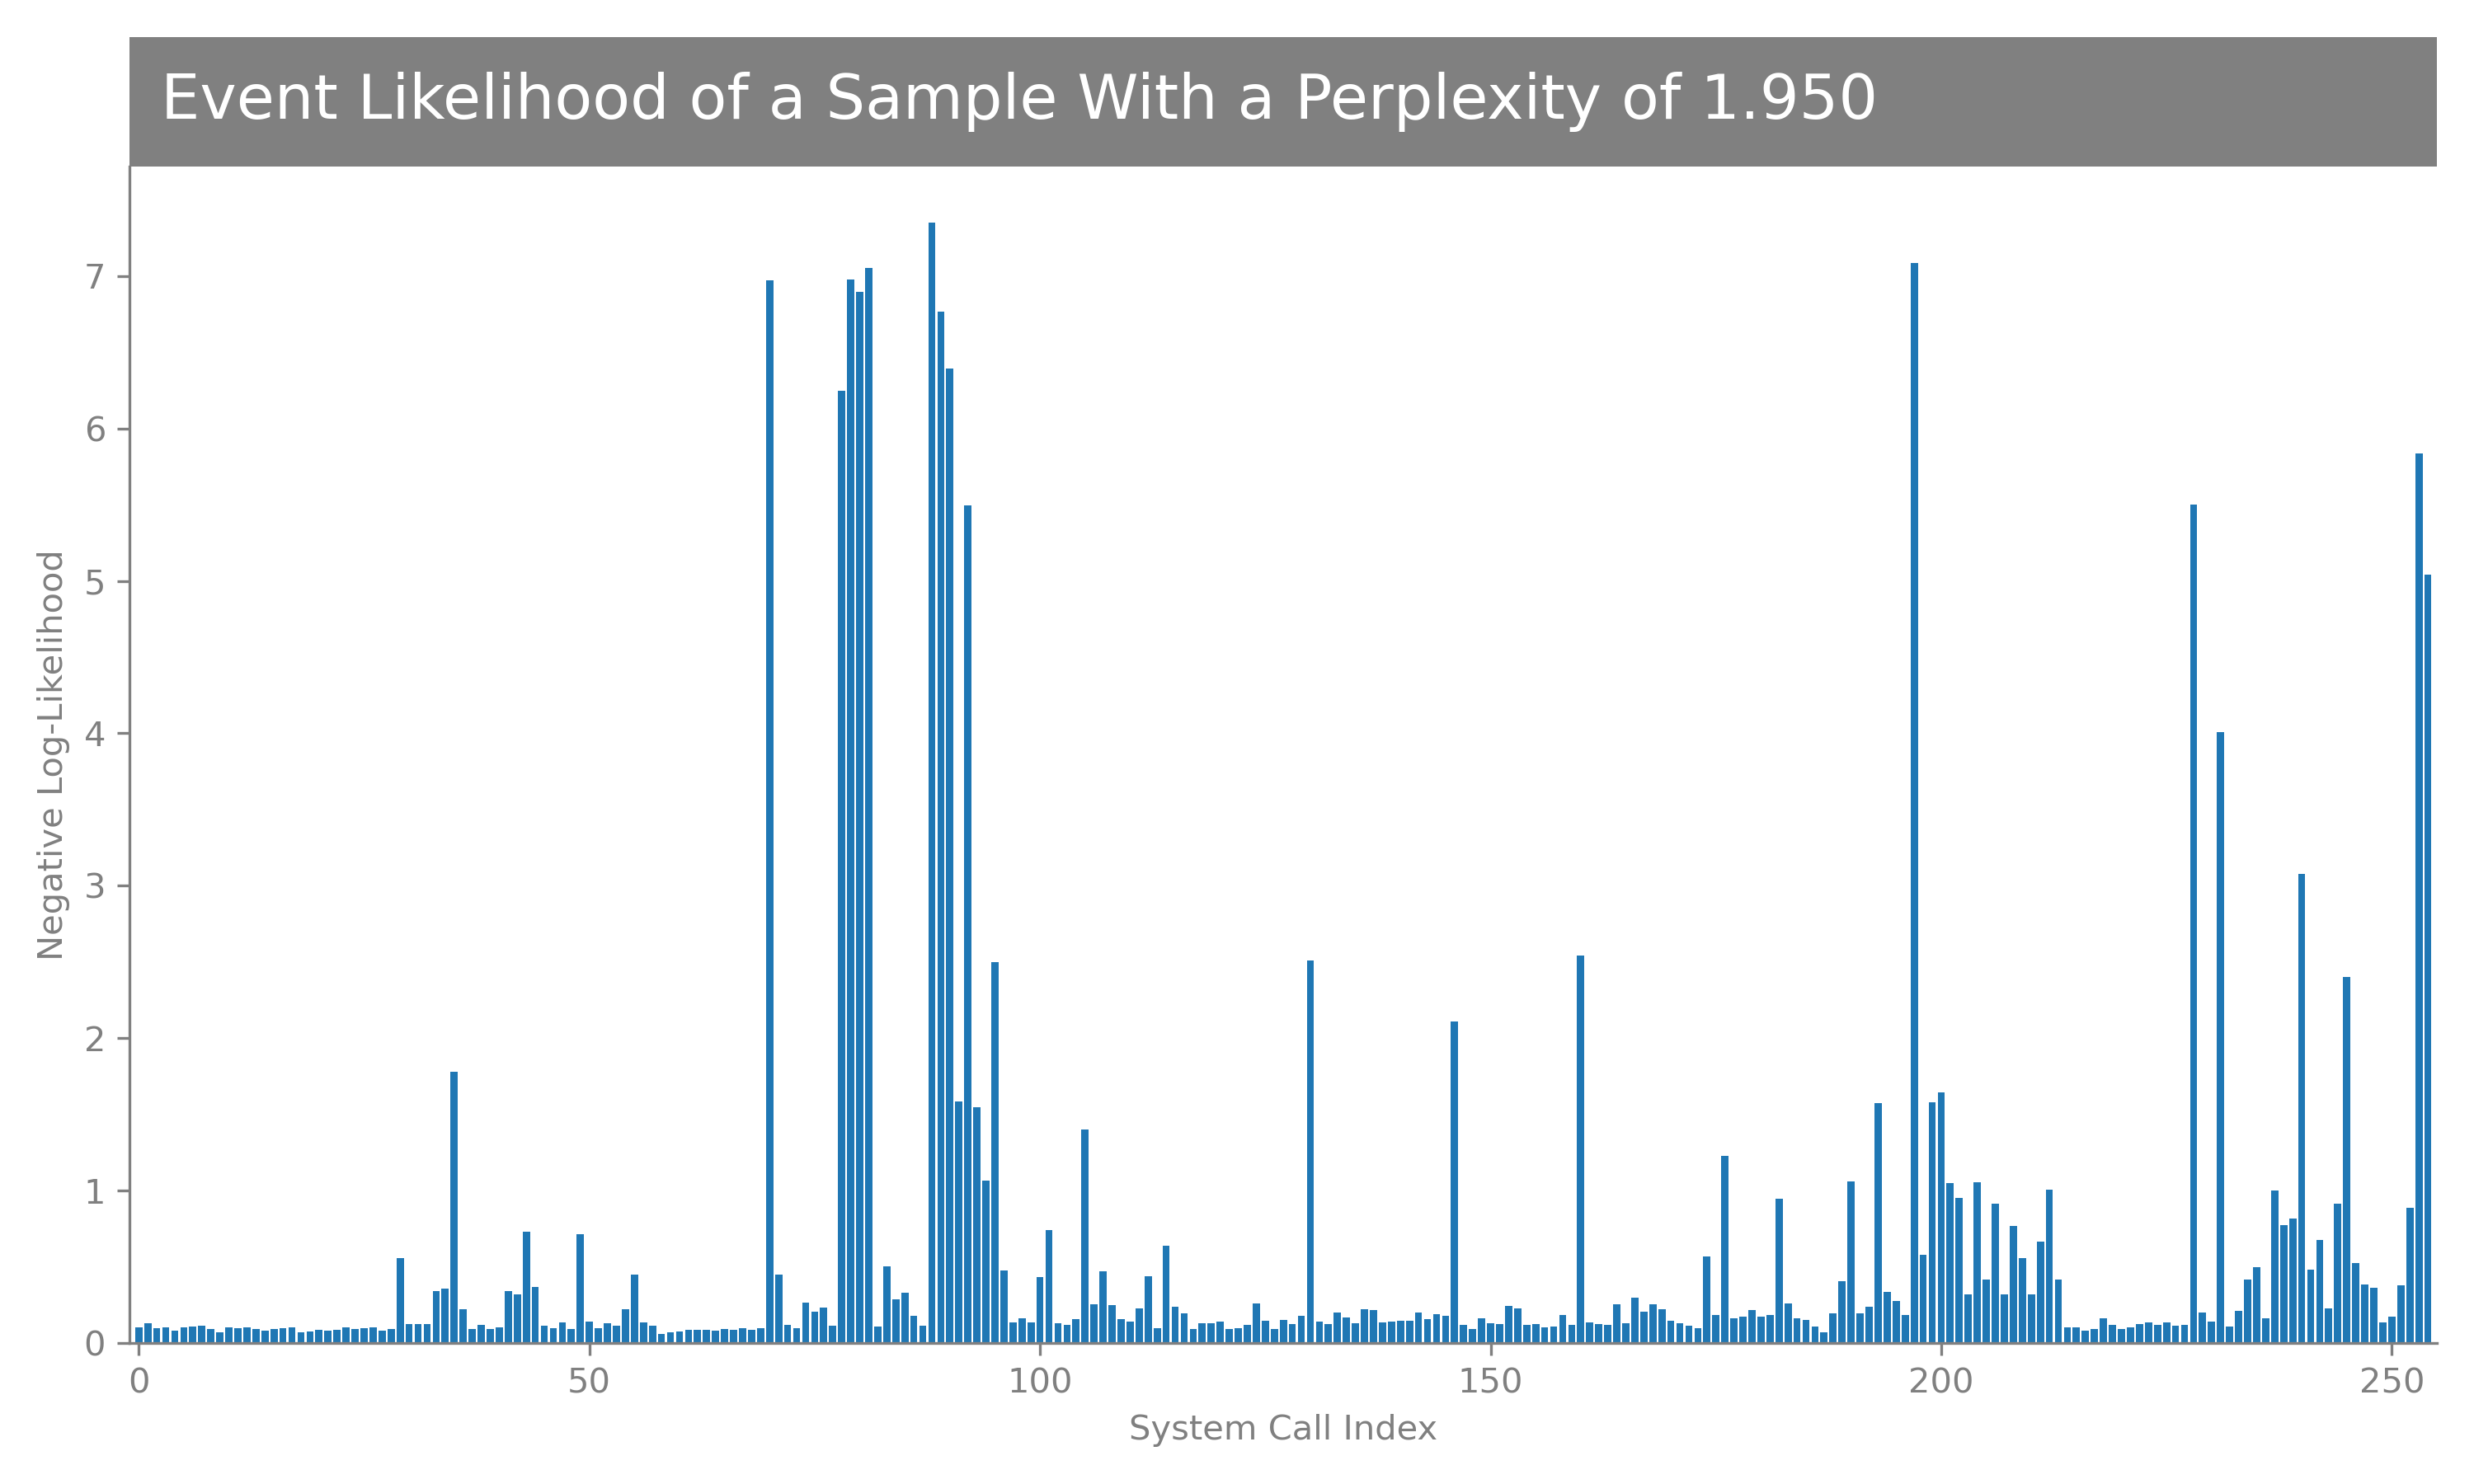 Event Likelihood of a Sample With a Perplexity of 1.950
Negative Log-Likelihood
7
6
5
4
3
2
1
0
0 50 100 150 200 250
System Call Index